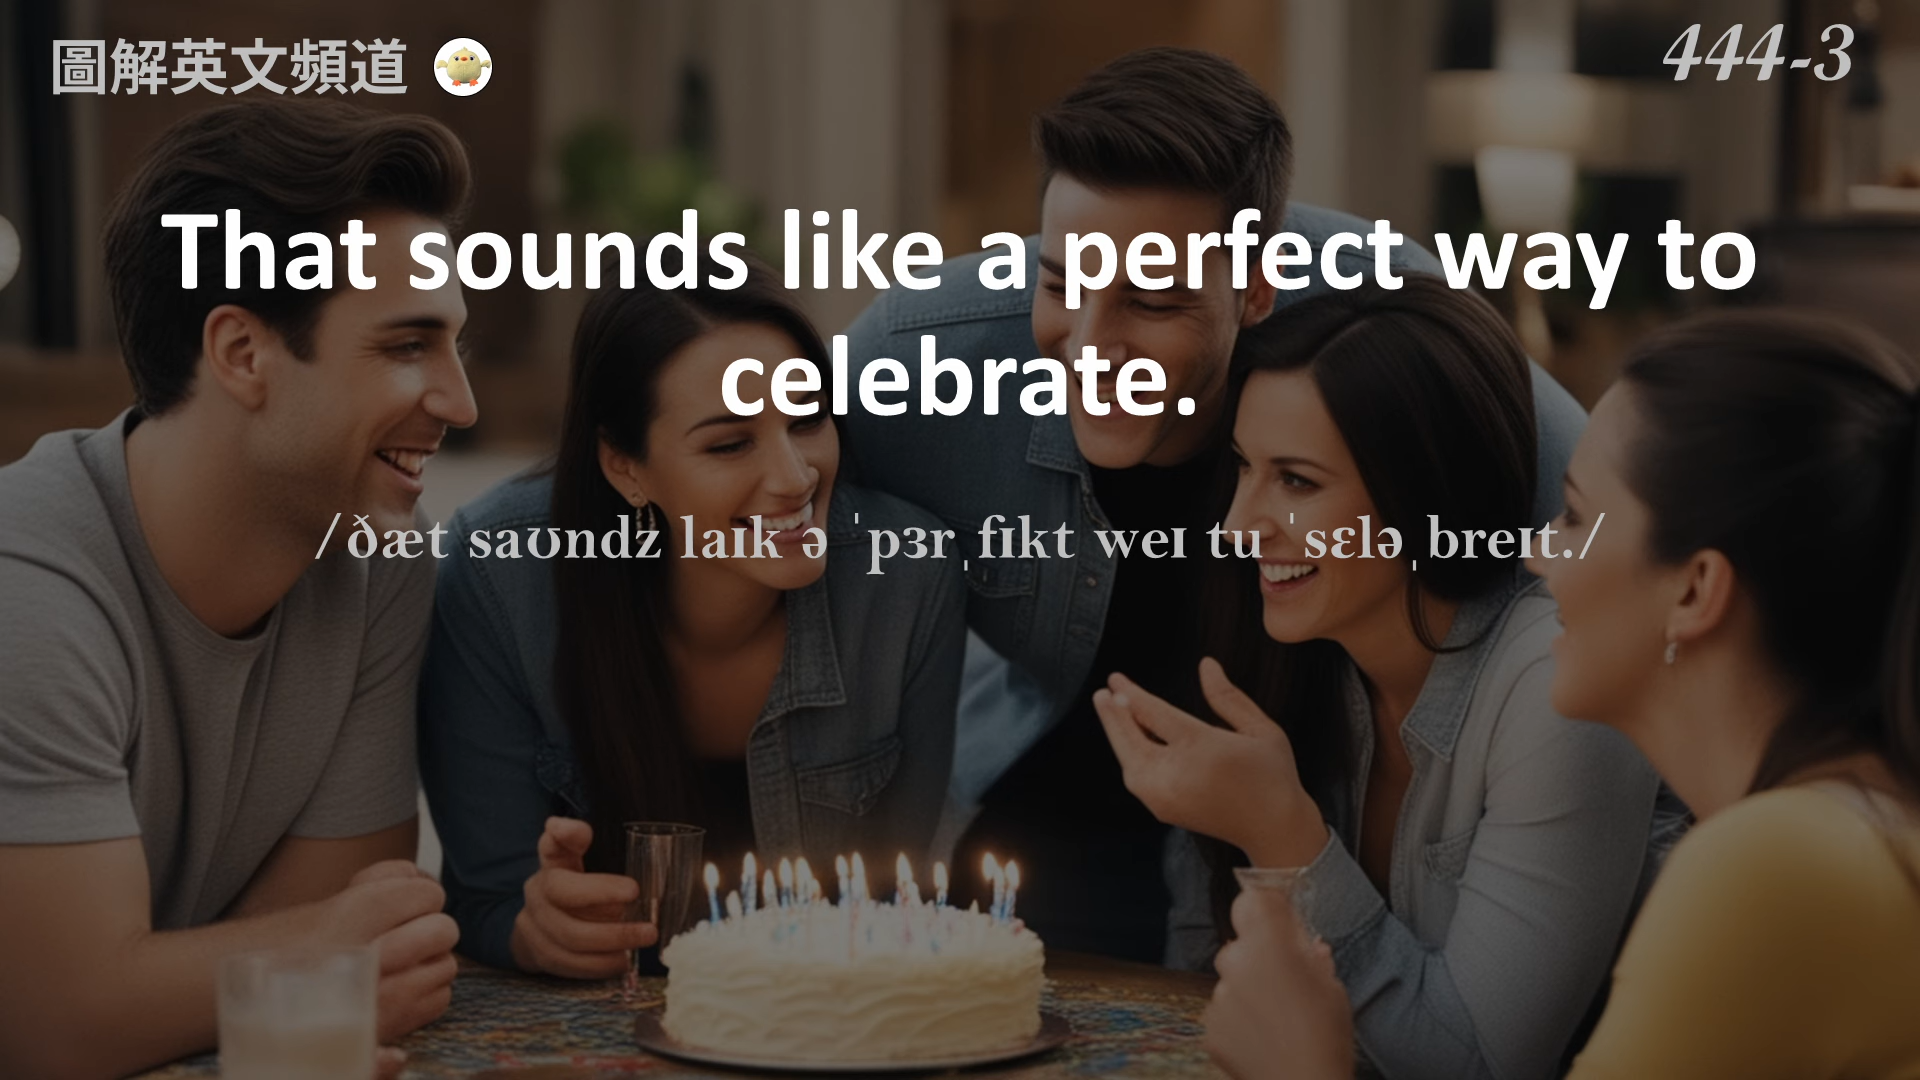 圖解英文頻道
444-3
That sounds like a perfect way to
celebrate.
/ðæt saʊndz laɪk ə ˈpɜrˌfɪkt weɪ tu ˈsɛləˌbreɪt./